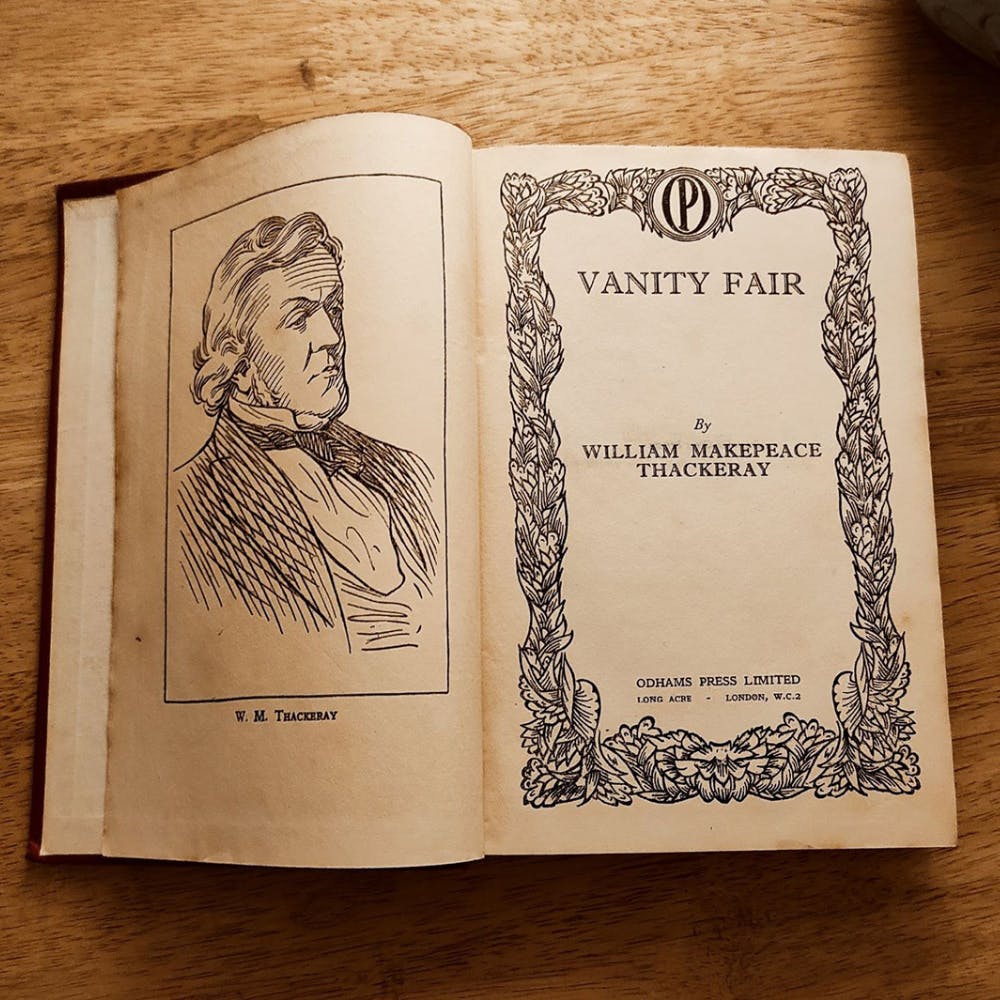 W. M. Thackeray
OP
VANITY FAIR
By
WILLIAM MAKEPEACE
THACKERAY
ODHAMS PRESS LIMITED
LONG ACRE - LONDON, W.C.2